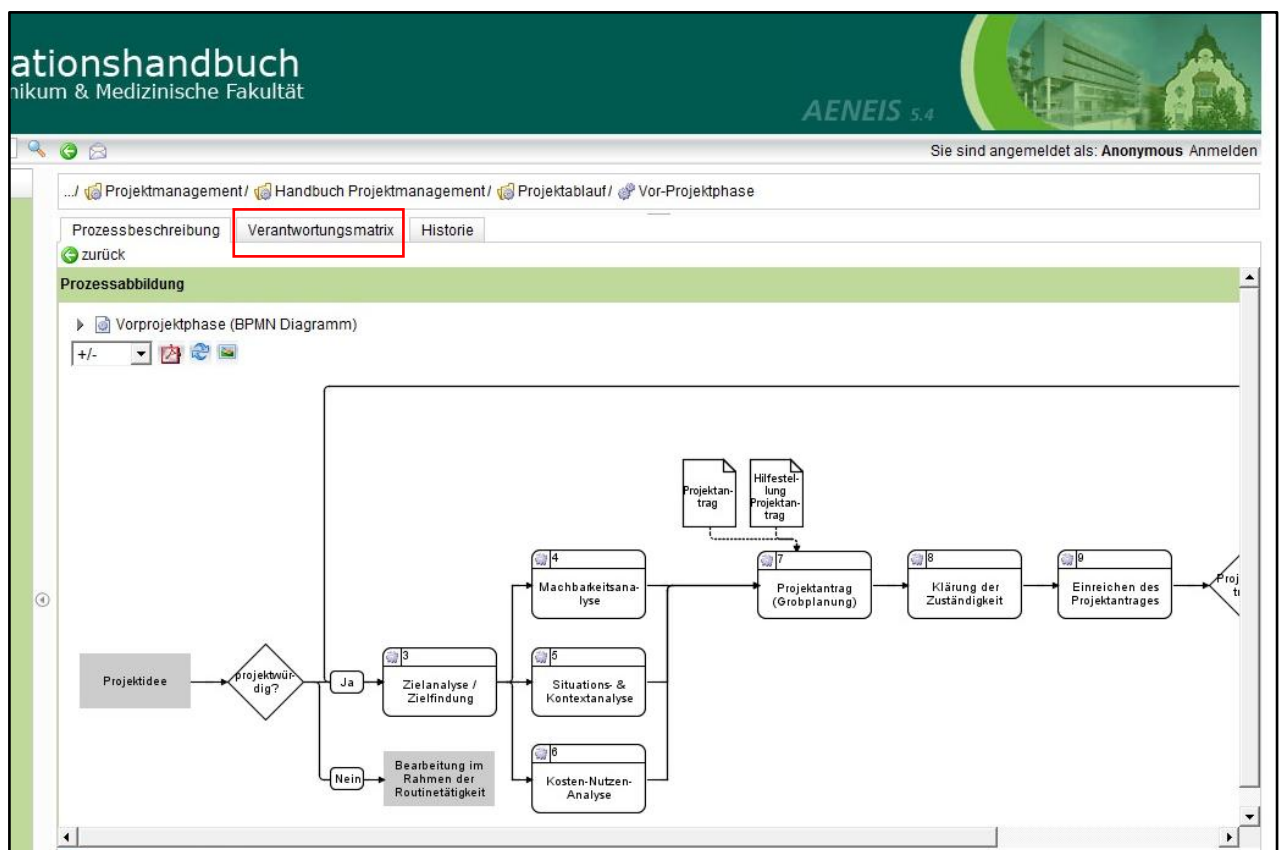 ationshandbuch
nikum & Medizinische Fakultät
AENEIS 5.4
Sie sind angemeldet als: Anonymous Anmelden
.../ Projektmanagement/ Handbuch Projektmanagement/ Projektablauf/ Vor-Projektphase
Prozessbeschreibung Verantwortungsmatrix Historie
zurück
Prozessabbildung
Vorprojektphase (BPMN Diagramm)
+/-
Projektan-
trag
Hilfestel-
lung
Projektan-
trag
4
Machbarkeitsana-
lyse
7
Projektantrag
(Grobplanung)
8
Klärung der
Zuständigkeit
9
Einreichen des
Projektantrages
Proj
Projektidee
projektwür-
dig?
Ja
3
Zielanalyse /
Zielfindung
5
Situations- &
Kontextanalyse
Nein
Bearbeitung im
Rahmen der
Routinetätigkeit
6
Kosten-Nutzen-
Analyse